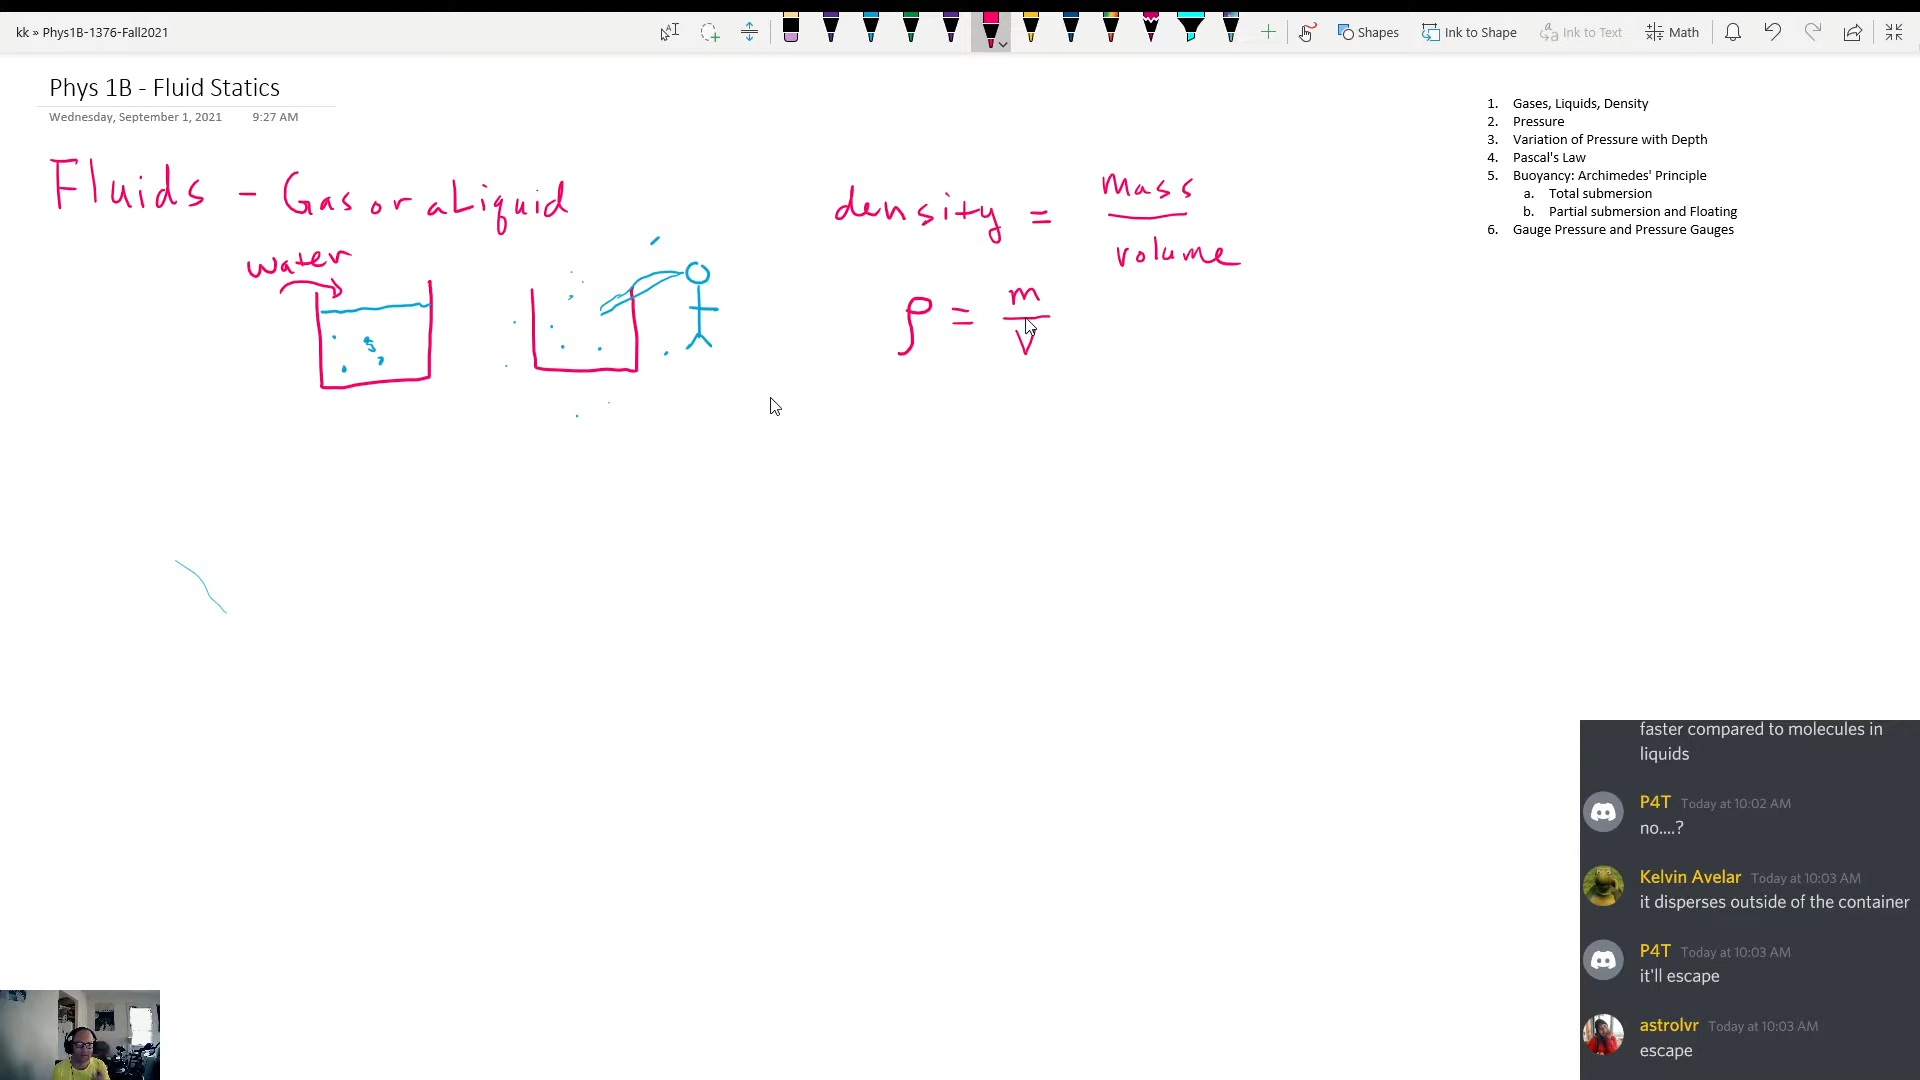 kk » Phys1B-1376-Fall2021
Shapes
Ink to Shape
Ink to Text
Math
Phys 1B - Fluid Statics
Wednesday, September 1, 2021 9:27 AM
1. Gases, Liquids, Density
2. Pressure
3. Variation of Pressure with Depth
4. Pascal's Law
5. Buoyancy: Archimedes' Principle
a. Total submersion
b. Partial submersion and Floating
6. Gauge Pressure and Pressure Gauges
Fluids - Gas or a Liquid
water
density = mass / volume
ρ = m / V
faster compared to molecules in
liquids
P4T Today at 10:02 AM
no....?
Kelvin Avelar Today at 10:03 AM
it disperses outside of the container
P4T Today at 10:03 AM
it'll escape
astrolvr Today at 10:03 AM
escape